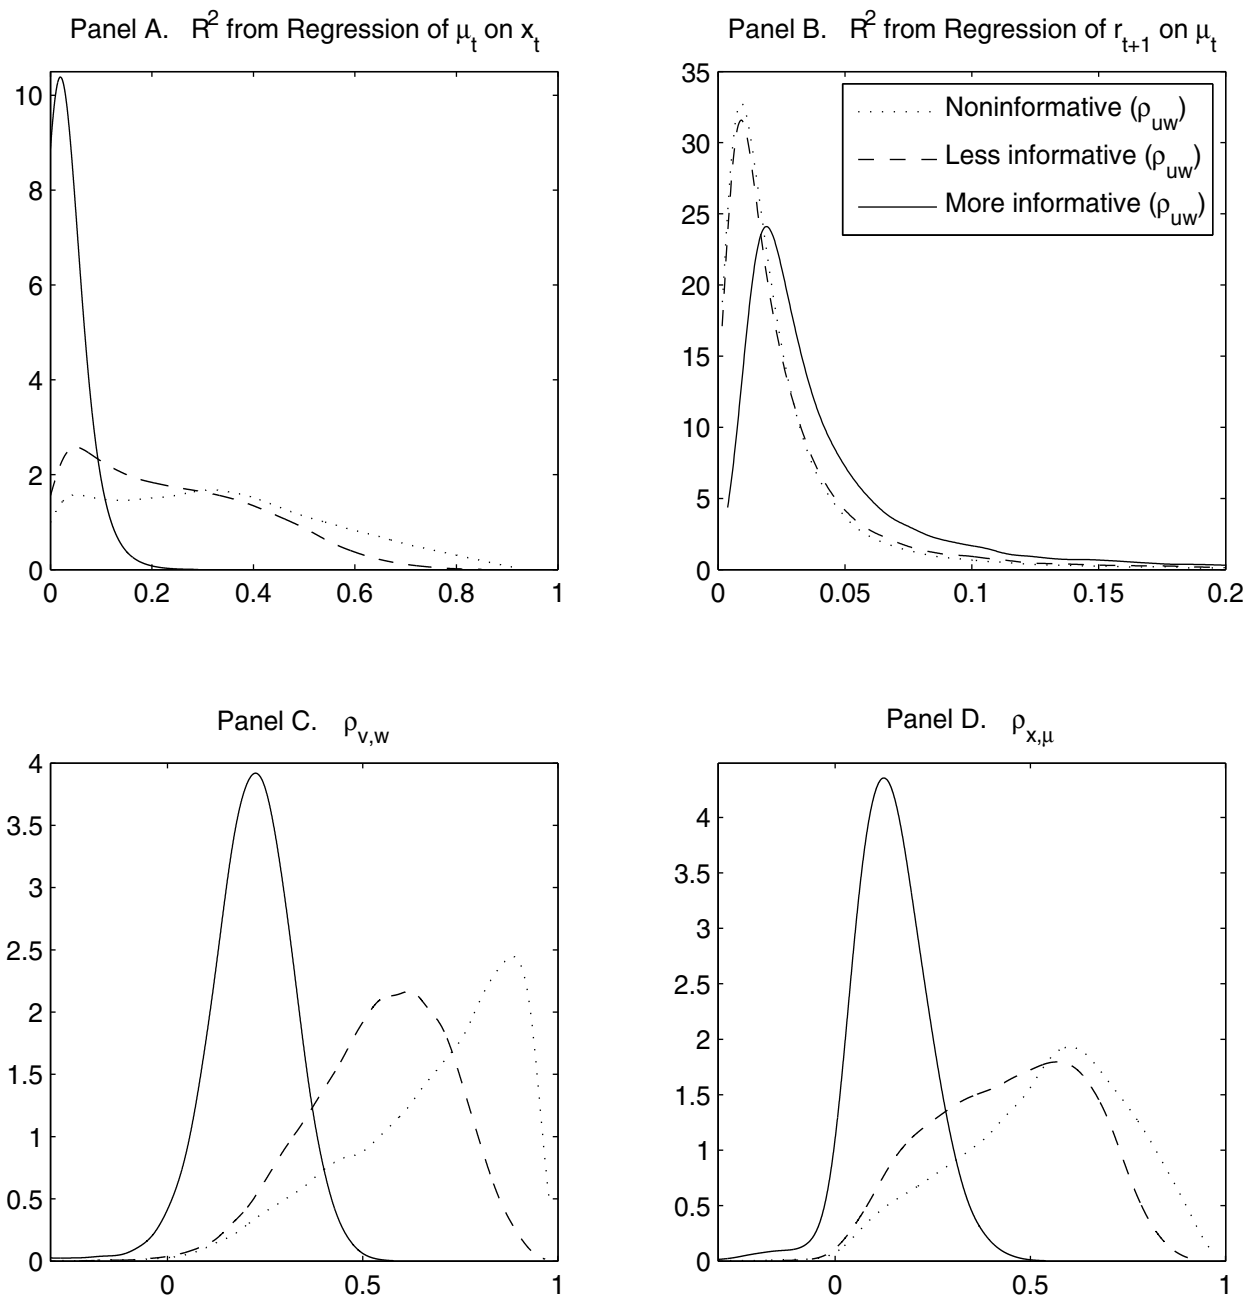 Panel A. R² from Regression of μt on xt
10
8
6
4
2
0
0 0.2 0.4 0.6 0.8 1
Panel B. R² from Regression of rt+1 on μt
35
30
25
20
15
10
5
0
0 0.05 0.1 0.15 0.2
Noninformative (ρuw)
Less informative (ρuw)
More informative (ρuw)
Panel C. ρv,w
4
3.5
3
2.5
2
1.5
1
0.5
0
0 0.5 1
Panel D. ρx,μ
4
3.5
3
2.5
2
1.5
1
0.5
0
0 0.5 1